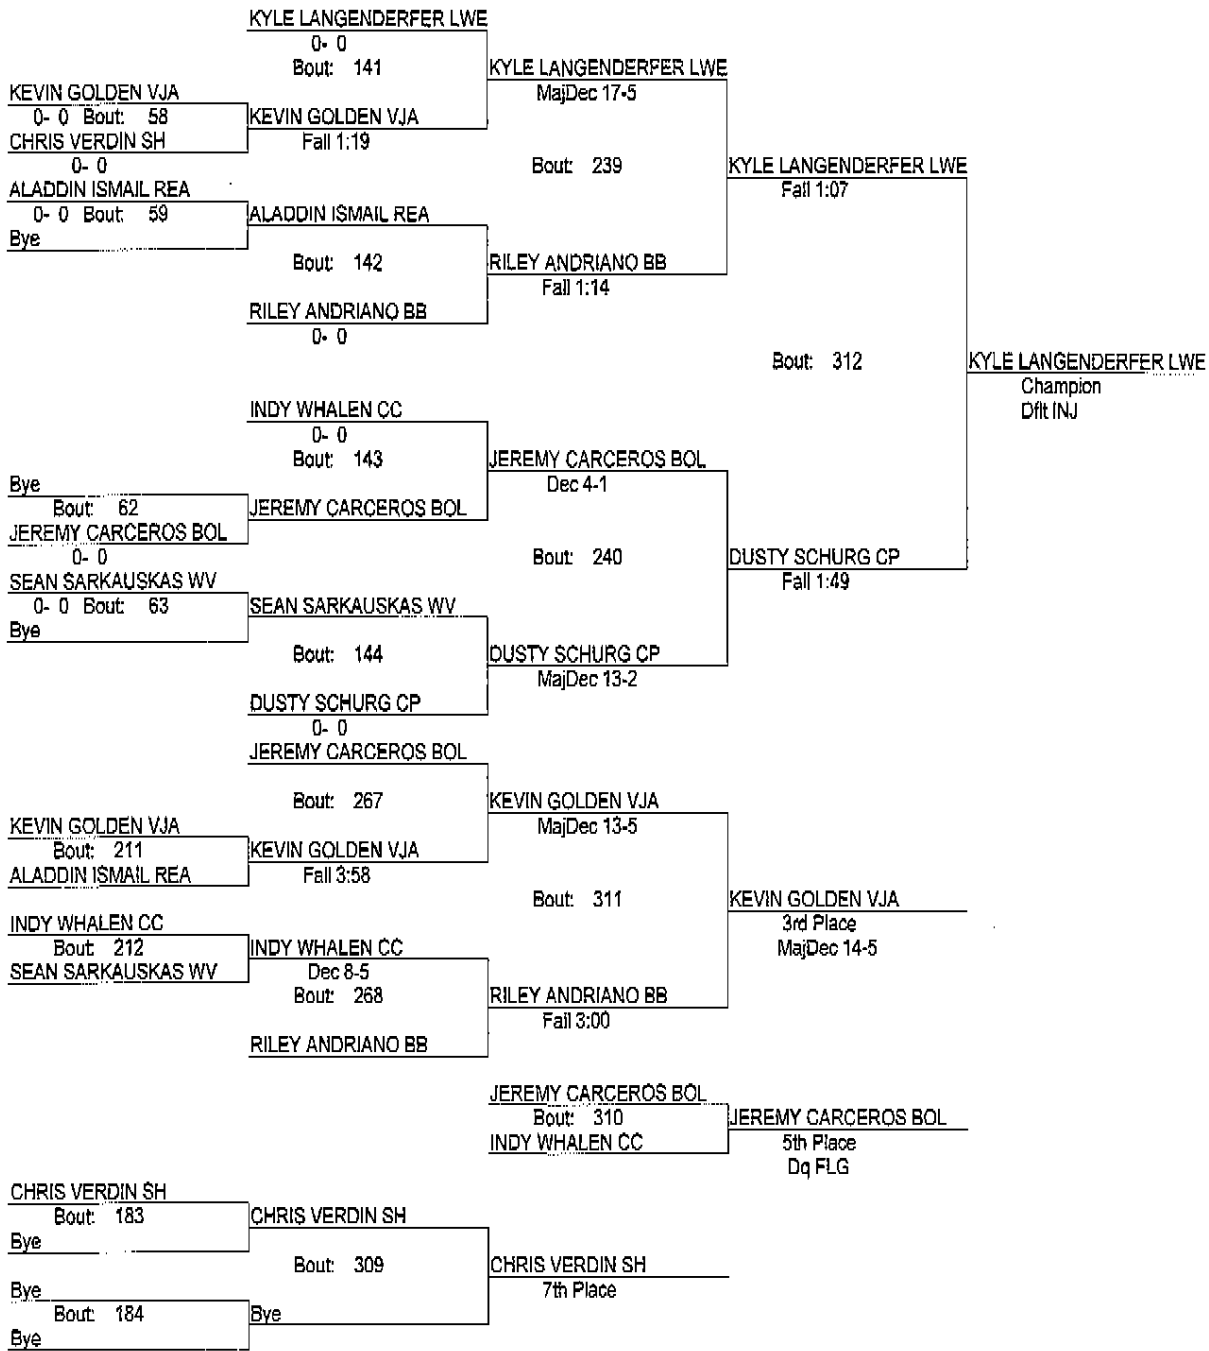 KYLE LANGENDERFER LWE
0- 0
Bout: 141
KYLE LANGENDERFER LWE
MajDec 17-5
KEVIN GOLDEN VJA
0- 0 Bout: 58
KEVIN GOLDEN VJA
Fall 1:19
CHRIS VERDIN SH
0- 0
Bout: 239
KYLE LANGENDERFER LWE
Fall 1:07
ALADDIN ISMAIL REA
0- 0 Bout: 59
ALADDIN ISMAIL REA
Bye
Bout: 142
RILEY ANDRIANO BB
Fall 1:14
RILEY ANDRIANO BB
0- 0
Bout: 312
KYLE LANGENDERFER LWE
Champion
Dflt INJ
INDY WHALEN CC
0- 0
Bout: 143
JEREMY CARCEROS BOL
Dec 4-1
Bye
Bout: 62
JEREMY CARCEROS BOL
JEREMY CARCEROS BOL
0- 0
Bout: 240
DUSTY SCHURG CP
Fall 1:49
SEAN SARKAUSKAS WV
0- 0 Bout: 63
SEAN SARKAUSKAS WV
Bye
Bout: 144
DUSTY SCHURG CP
MajDec 13-2
DUSTY SCHURG CP
0- 0
JEREMY CARCEROS BOL
Bout: 267
KEVIN GOLDEN VJA
MajDec 13-5
KEVIN GOLDEN VJA
Bout: 211
KEVIN GOLDEN VJA
Fall 3:58
ALADDIN ISMAIL REA
Bout: 311
KEVIN GOLDEN VJA
3rd Place
MajDec 14-5
INDY WHALEN CC
Bout: 212
INDY WHALEN CC
Dec 8-5
SEAN SARKAUSKAS WV
Bout: 268
RILEY ANDRIANO BB
Fall 3:00
RILEY ANDRIANO BB
JEREMY CARCEROS BOL
Bout: 310
JEREMY CARCEROS BOL
5th Place
Dq FLG
INDY WHALEN CC
CHRIS VERDIN SH
Bout: 183
CHRIS VERDIN SH
Bye
Bout: 309
CHRIS VERDIN SH
7th Place
Bye
Bout: 184
Bye
Bye